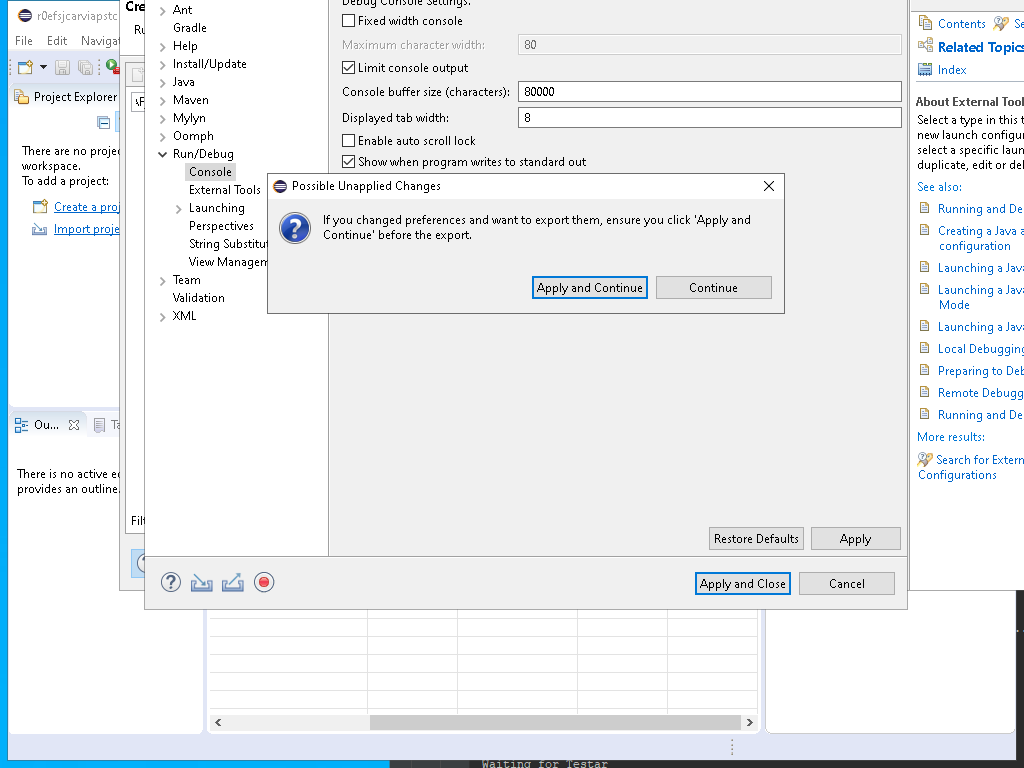 r0efsjcarviapstc
File Edit Navigat
Project Explorer
There are no proje
workspace.
To add a project:
Create a proj
Import proje
Ou...
Ta
There is no active ed
provides an outline.
Cre
Ru
Filt
Ant
Gradle
Help
Install/Update
Java
Maven
Mylyn
Oomph
Run/Debug
Console
External Tools
Launching
Perspectives
String Substitut
View Managem
Team
Validation
XML
Debug Console Settings.
Fixed width console
Maximum character width: 80
Limit console output
Console buffer size (characters): 80000
Displayed tab width: 8
Enable auto scroll lock
Show when program writes to standard out
Possible Unapplied Changes
If you changed preferences and want to export them, ensure you click 'Apply and
Continue' before the export.
Apply and Continue Continue
Restore Defaults Apply
Apply and Close Cancel
Contents Se
Related Topics
Index
About External Tool
Select a type in this t
new launch configur
select a specific laun
duplicate, edit or del
See also:
Running and De
Creating a Java a
configuration
Launching a Java
Launching a Java
Mode
Launching a Java
Local Debugging
Preparing to Deb
Remote Debugg
Running and De
More results:
Search for Extern
Configurations
Waiting for Testar